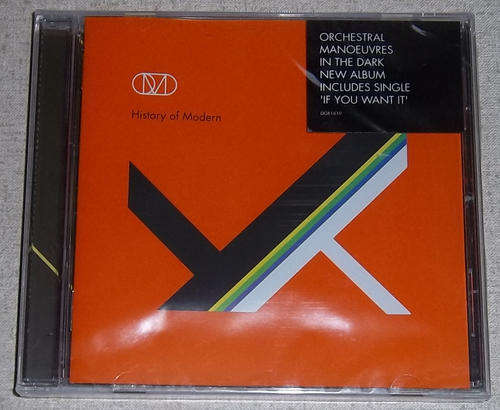 ORCHESTRAL
MANOEUVRES
IN THE DARK
NEW ALBUM
INCLUDES SINGLE
'IF YOU WANT IT'
OMD
History of Modern